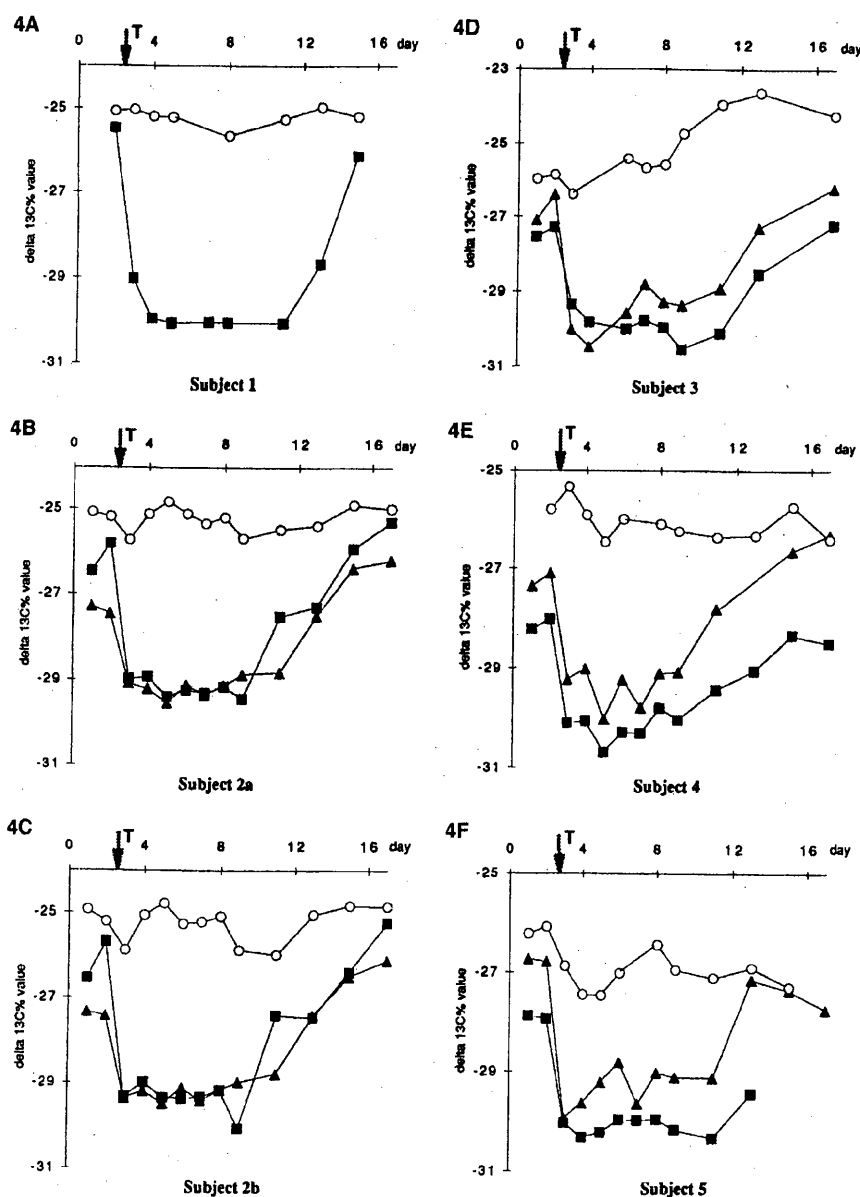 4A
T
4 8 12 16 day
delta 13C% value
-25
-27
-29
-31
Subject 1
4D
T
0 4 8 12 16 day
delta 13C% value
-23
-25
-27
-29
-31
Subject 3
4B
T
0 4 8 12 16 day
delta 13C% value
-25
-27
-29
-31
Subject 2a
4E
T
0 4 8 12 16 day
delta 13C% value
-25
-27
-29
-31
Subject 4
4C
T
0 4 8 12 16 day
delta 13C% value
-25
-27
-29
-31
Subject 2b
4F
T
0 4 8 12 16 day
delta 13C% value
-25
-27
-29
-31
Subject 5